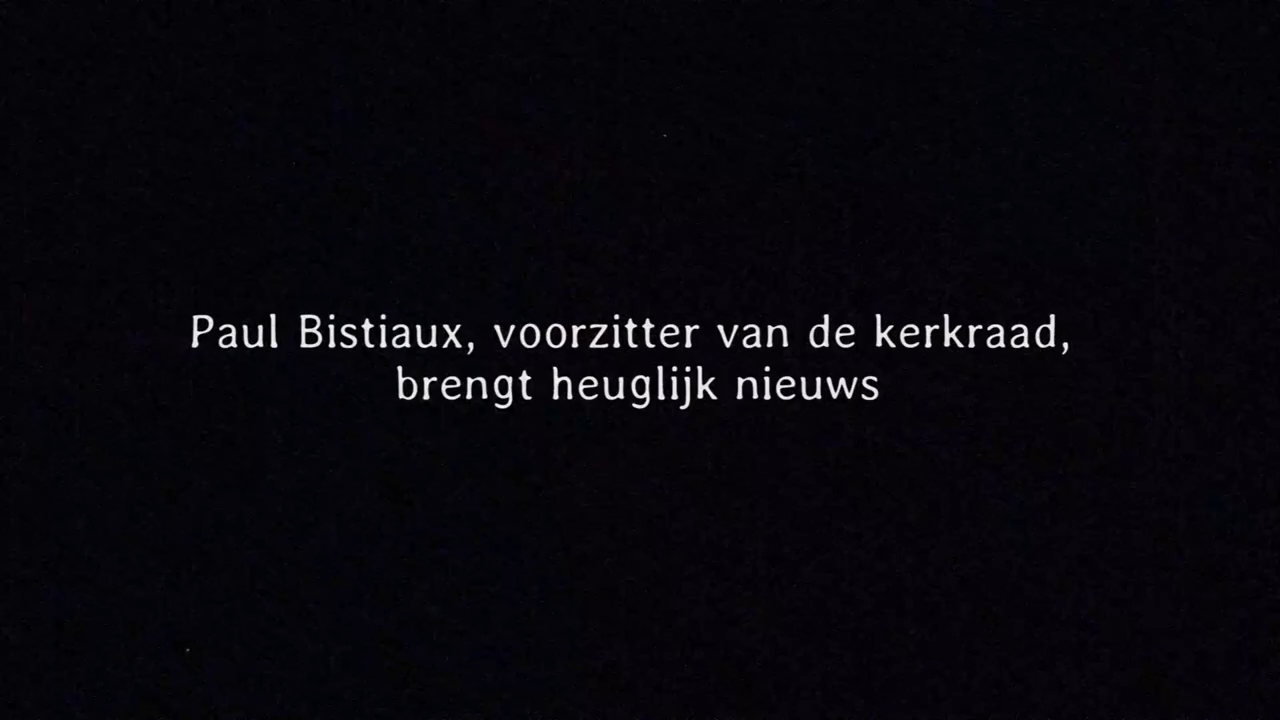 Paul Bistiaux, voorzitter van de kerkraad,
brengt heuglijk nieuws